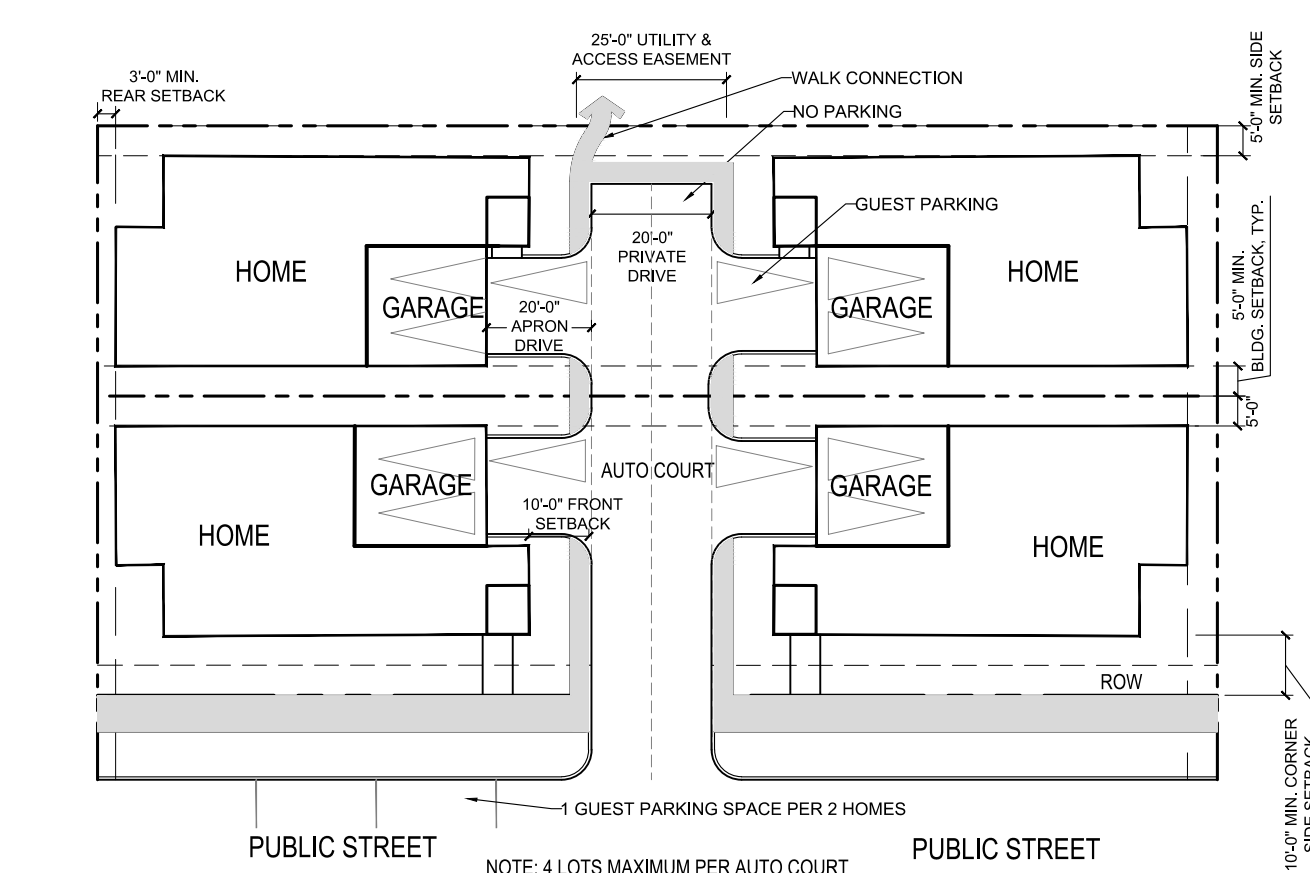 25'-0" UTILITY &
ACCESS EASEMENT
3'-0" MIN.
REAR SETBACK
WALK CONNECTION
NO PARKING
5'-0" MIN. SIDE
SETBACK
GUEST PARKING
20'-0"
PRIVATE
DRIVE
HOME
HOME
GARAGE
GARAGE
20'-0"
APRON
DRIVE
5'-0" MIN.
BLDG. SETBACK, TYP.
5'-0"
AUTO COURT
GARAGE
GARAGE
10'-0" FRONT
SETBACK
HOME
HOME
ROW
10'-0" MIN. CORNER
SIDE SETBACK
1 GUEST PARKING SPACE PER 2 HOMES
PUBLIC STREET
PUBLIC STREET
NOTE: 4 LOTS MAXIMUM PER AUTO COURT